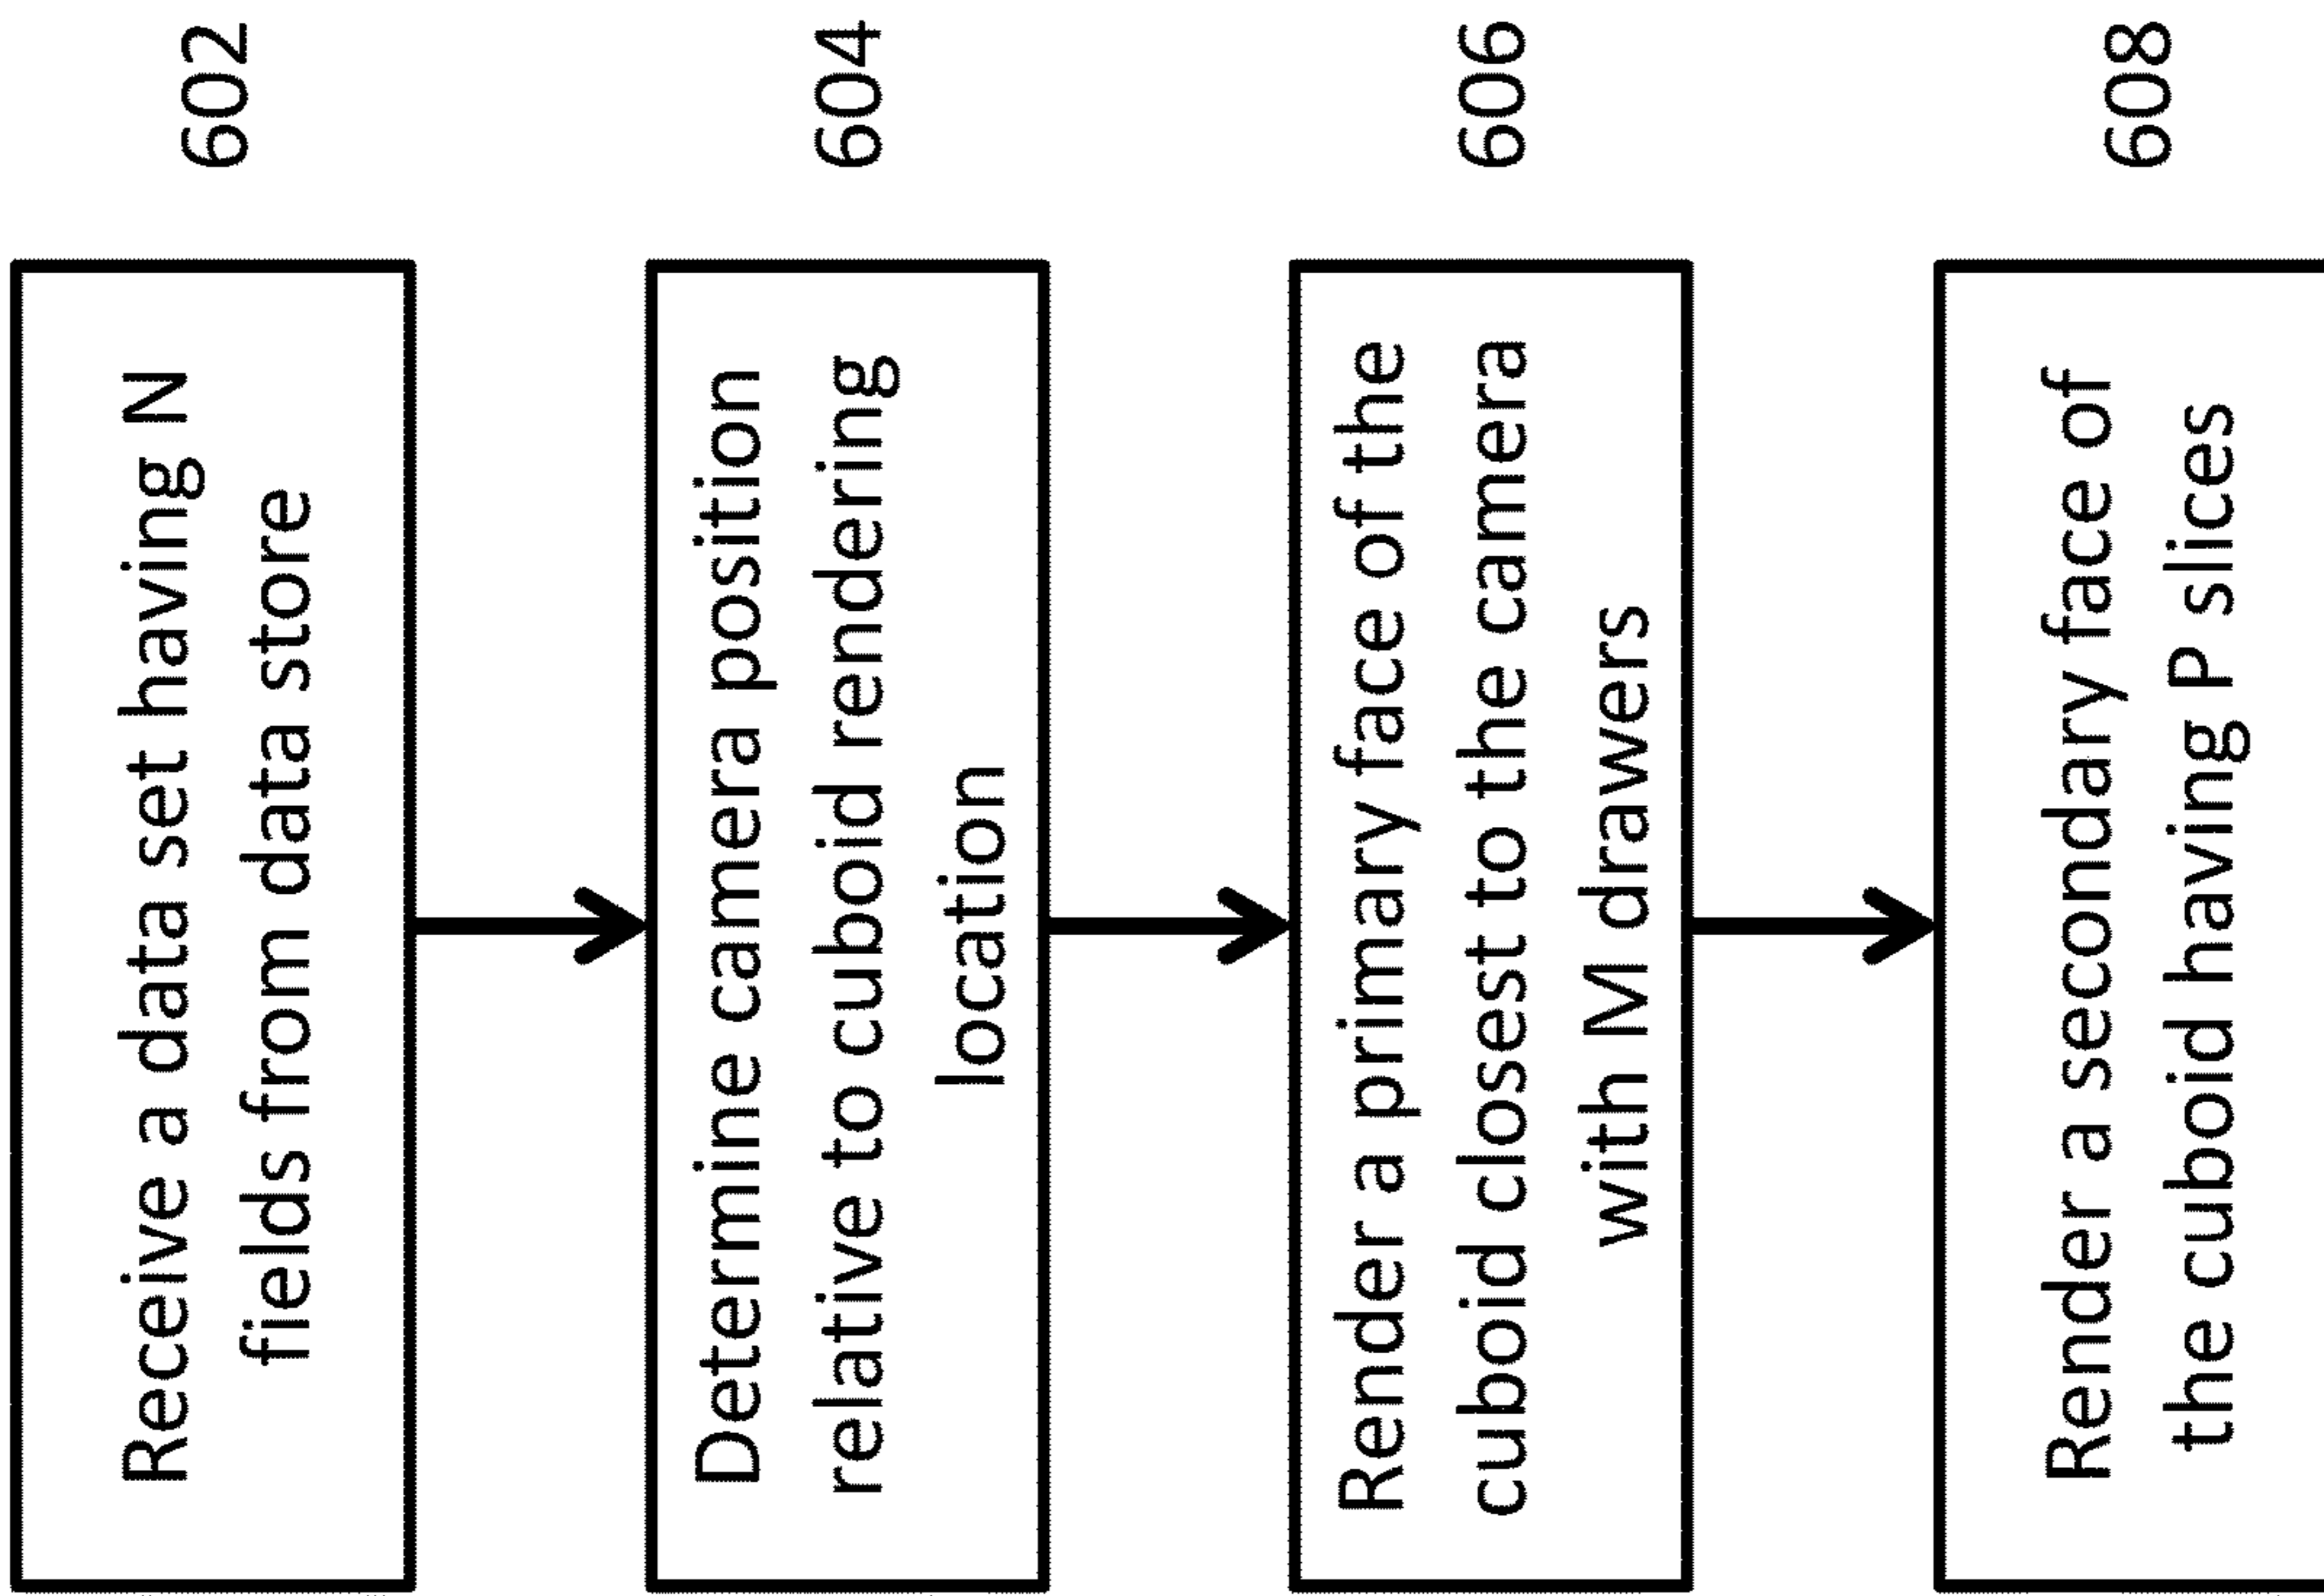 Receive a data set having N
fields from data store
602
Determine camera position
relative to cuboid rendering
location
604
Render a primary face of the
cuboid closest to the camera
with M drawers
606
Render a secondary face of
the cuboid having P slices
608